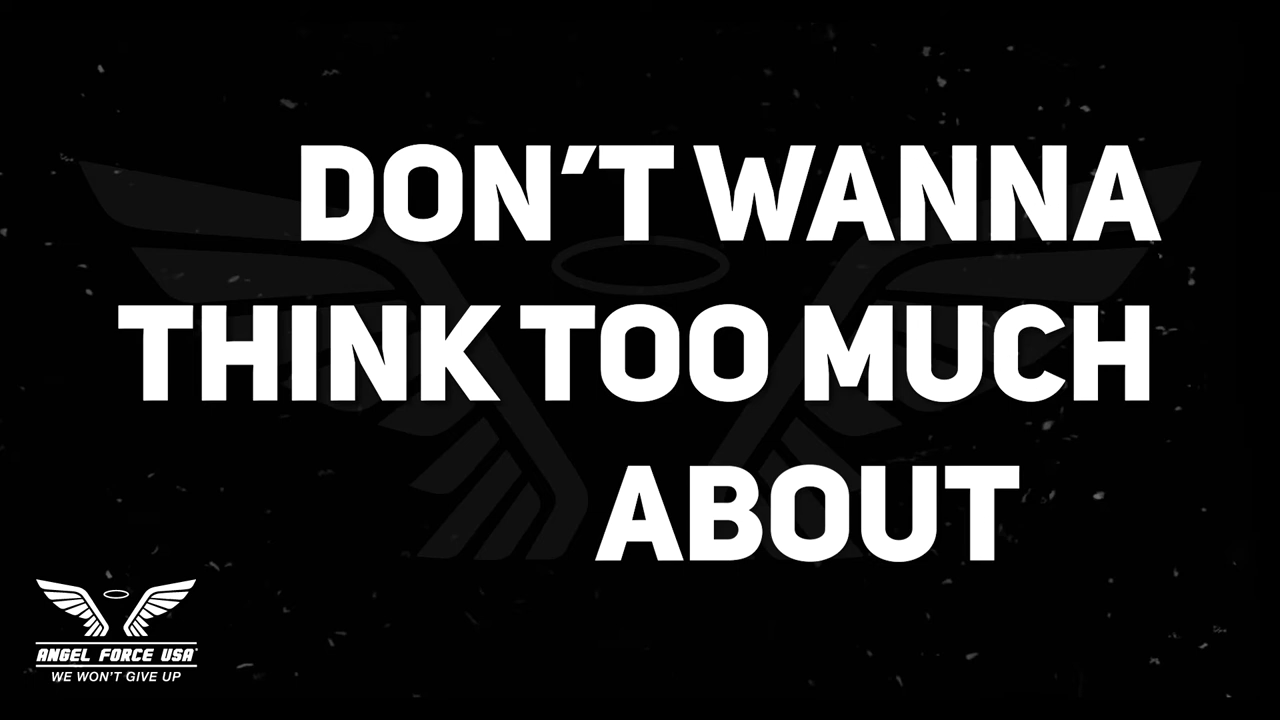 DON'T WANNA
THINK TOO MUCH
ABOUT
ANGEL FORCE USA
WE WON'T GIVE UP